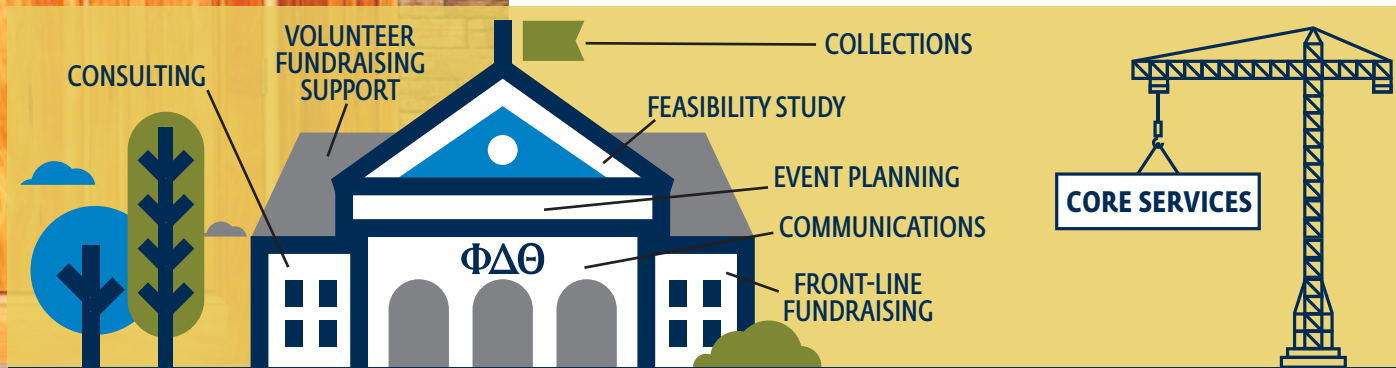 CONSULTING
VOLUNTEER
FUNDRAISING
SUPPORT
COLLECTIONS
FEASIBILITY STUDY
EVENT PLANNING
COMMUNICATIONS
FRONT-LINE
FUNDRAISING
ΦΔΘ
CORE SERVICES